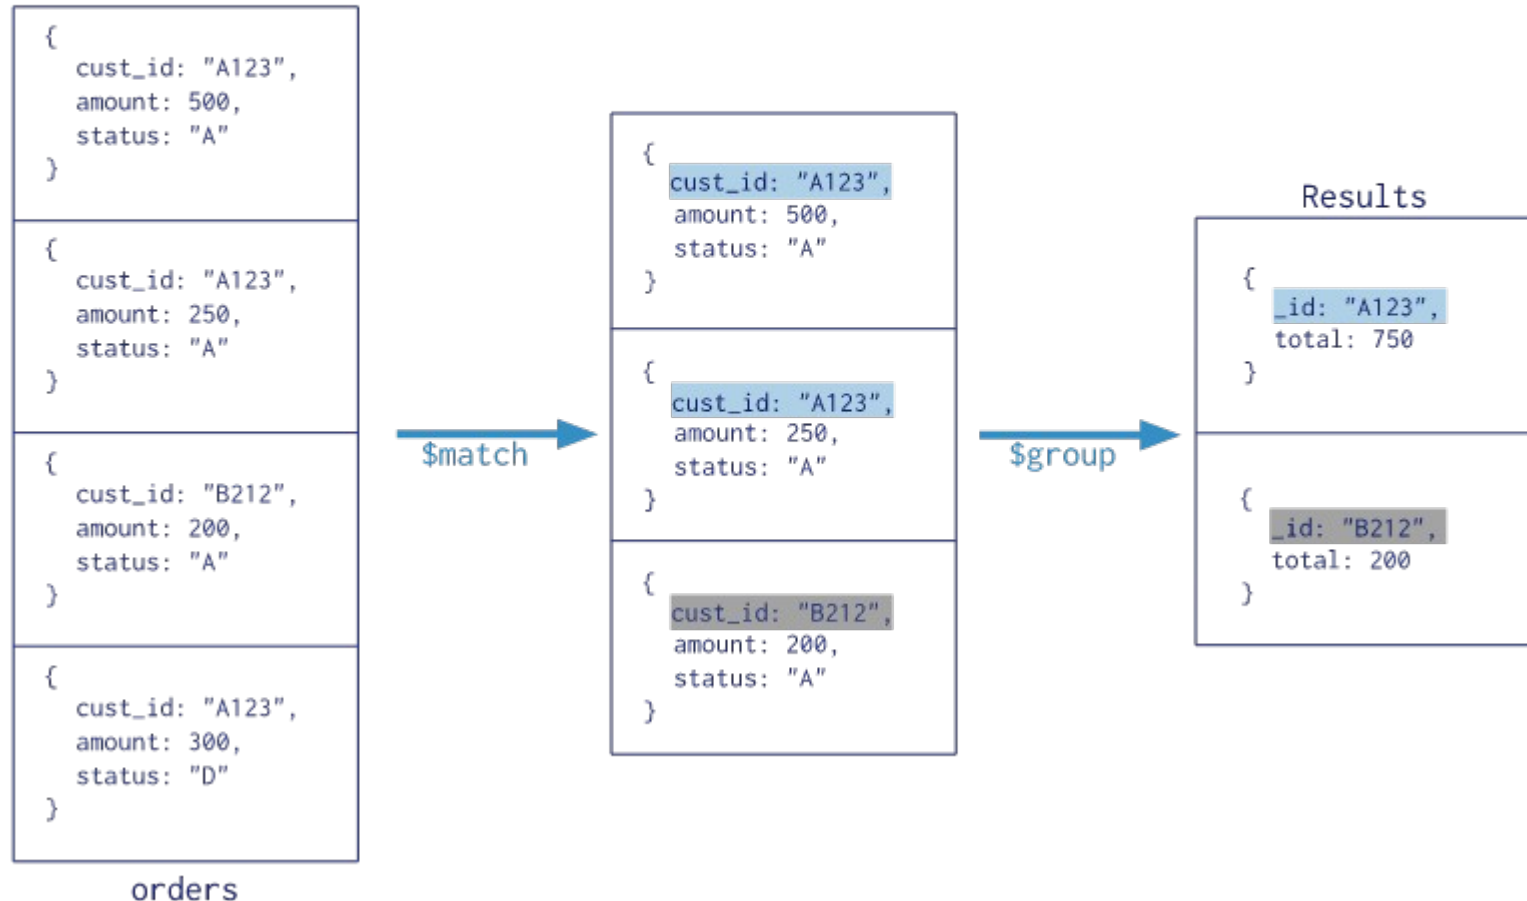 {
cust_id: "A123",
amount: 500,
status: "A"
}
{
cust_id: "A123",
amount: 250,
status: "A"
}
{
cust_id: "B212",
amount: 200,
status: "A"
}
{
cust_id: "A123",
amount: 300,
status: "D"
}
orders
$match
{
cust_id: "A123",
amount: 500,
status: "A"
}
{
cust_id: "A123",
amount: 250,
status: "A"
}
{
cust_id: "B212",
amount: 200,
status: "A"
}
$group
Results
{
_id: "A123",
total: 750
}
{
_id: "B212",
total: 200
}